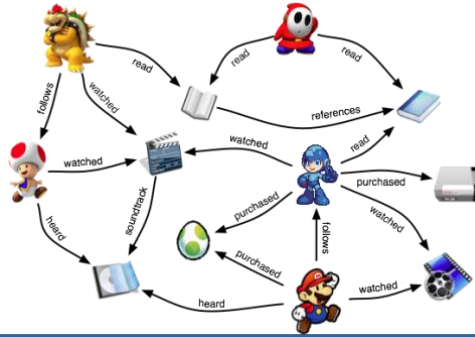 read
read
read
follows
watched
references
watched
watched
read
purchased
soundtrack
purchased
watched
heard
follows
purchased
heard
watched